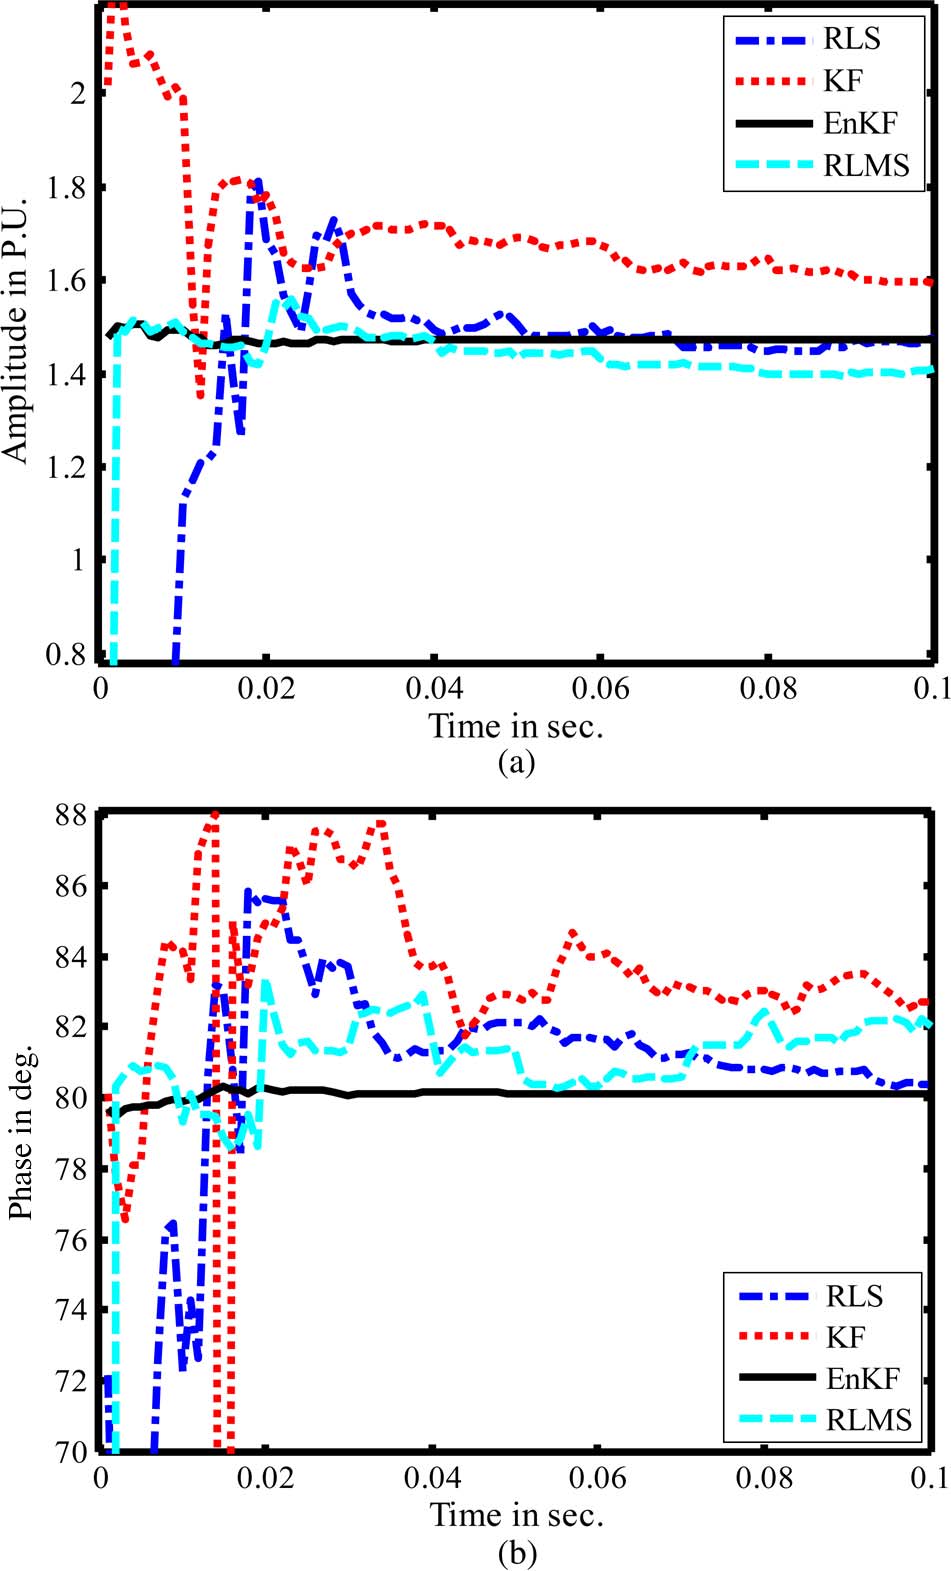 RLS
KF
EnKF
RLMS
Amplitude in P.U.
2
1.8
1.6
1.4
1.2
1
0.8
0 0.02 0.04 0.06 0.08 0.1
Time in sec.
(a)
Phase in deg.
88
86
84
82
80
78
76
74
72
70
RLS
KF
EnKF
RLMS
0 0.02 0.04 0.06 0.08 0.1
Time in sec.
(b)